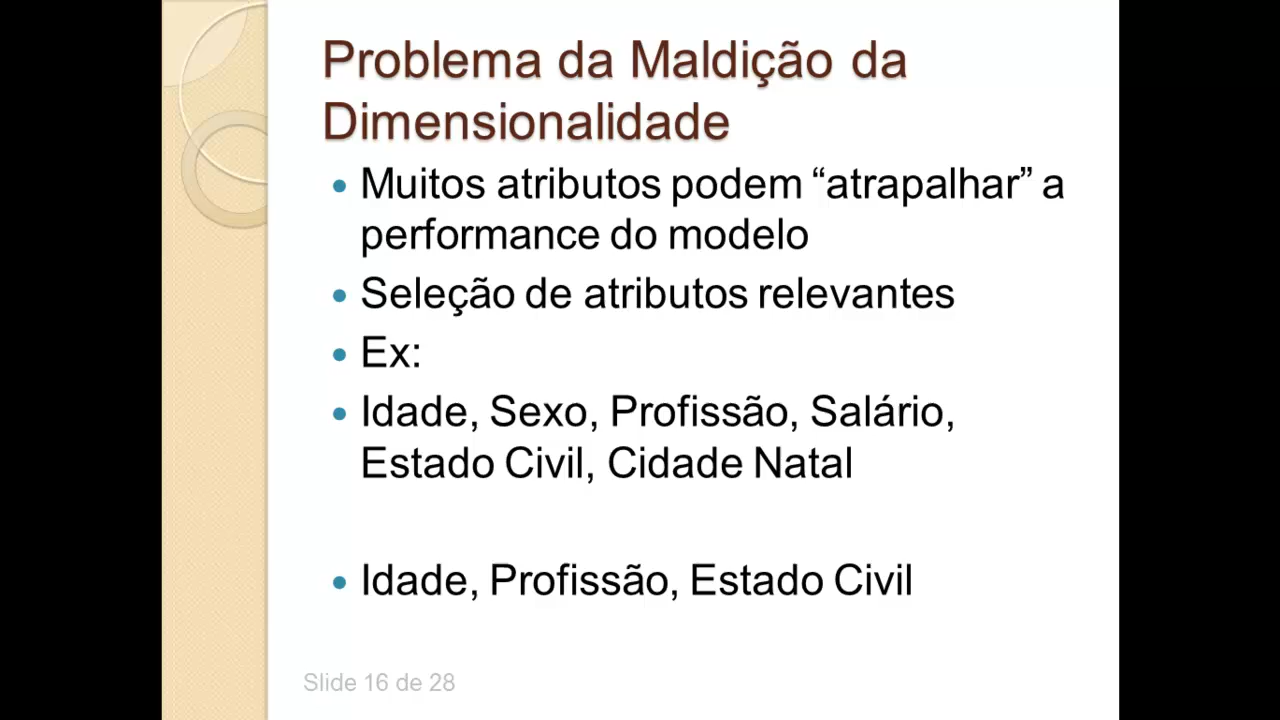 Problema da Maldição da
Dimensionalidade
• Muitos atributos podem “atrapalhar” a
performance do modelo
• Seleção de atributos relevantes
• Ex:
• Idade, Sexo, Profissão, Salário,
Estado Civil, Cidade Natal
• Idade, Profissão, Estado Civil
Slide 16 de 28